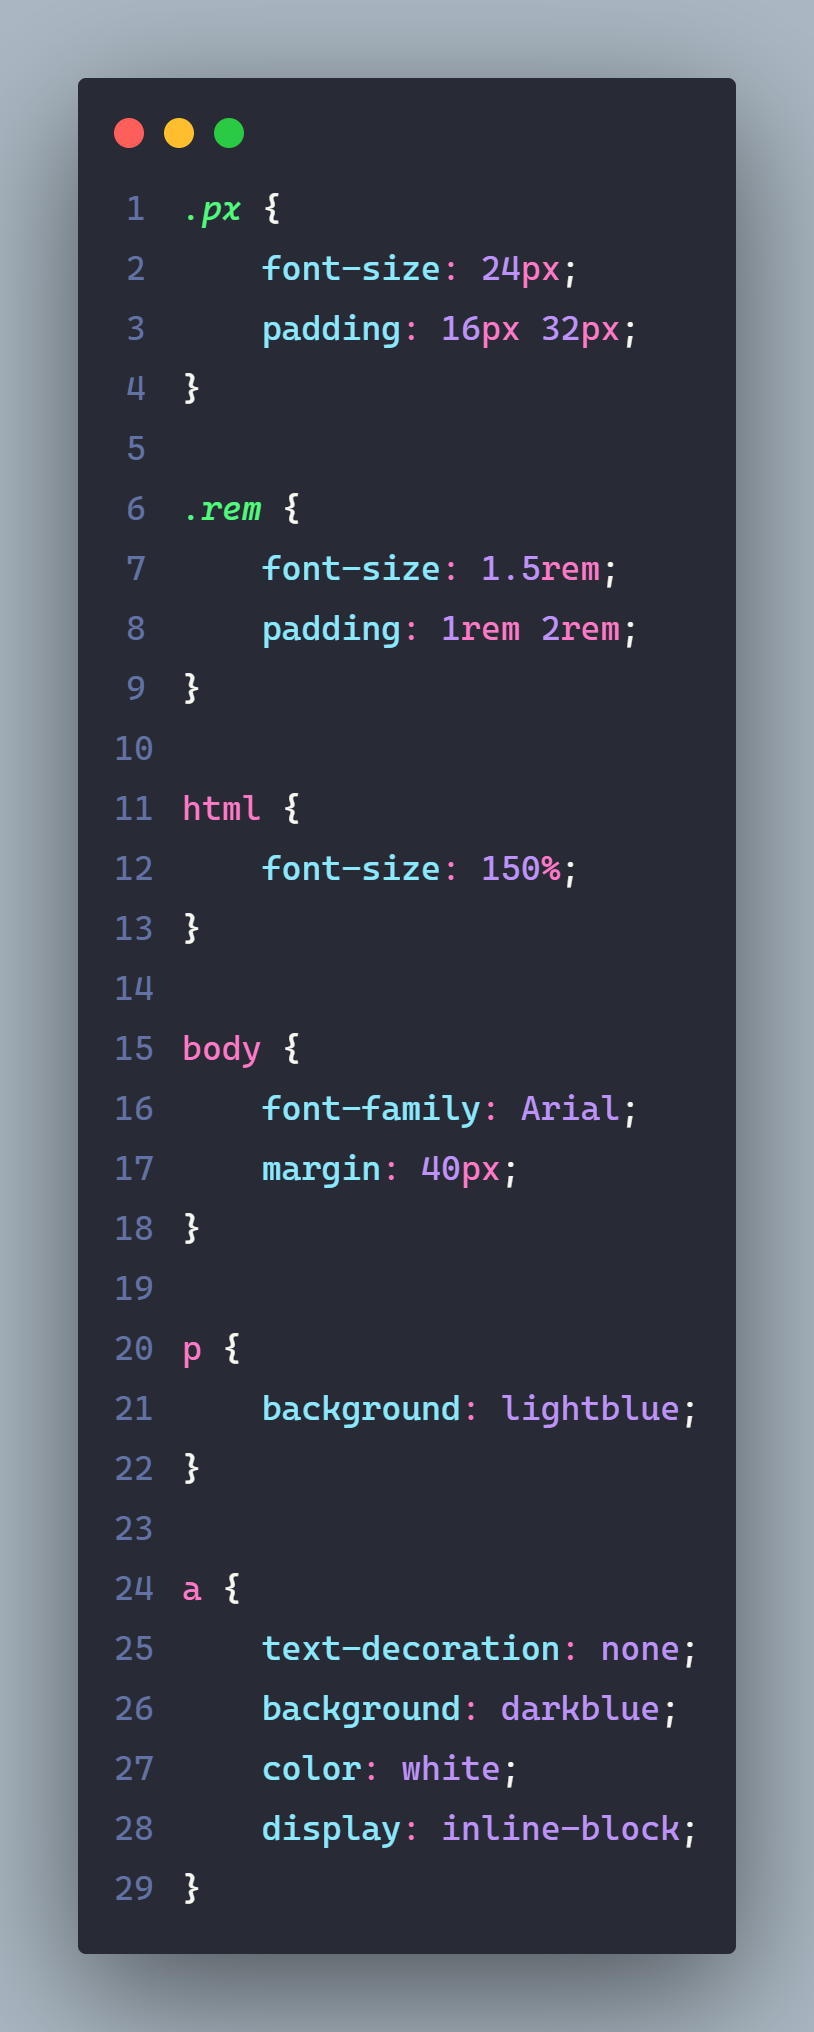 1 .px {
2     font-size: 24px;
3     padding: 16px 32px;
4 }
5
6 .rem {
7     font-size: 1.5rem;
8     padding: 1rem 2rem;
9 }
10
11 html {
12     font-size: 150%;
13 }
14
15 body {
16     font-family: Arial;
17     margin: 40px;
18 }
19
20 p {
21     background: lightblue;
22 }
23
24 a {
25     text-decoration: none;
26     background: darkblue;
27     color: white;
28     display: inline-block;
29 }